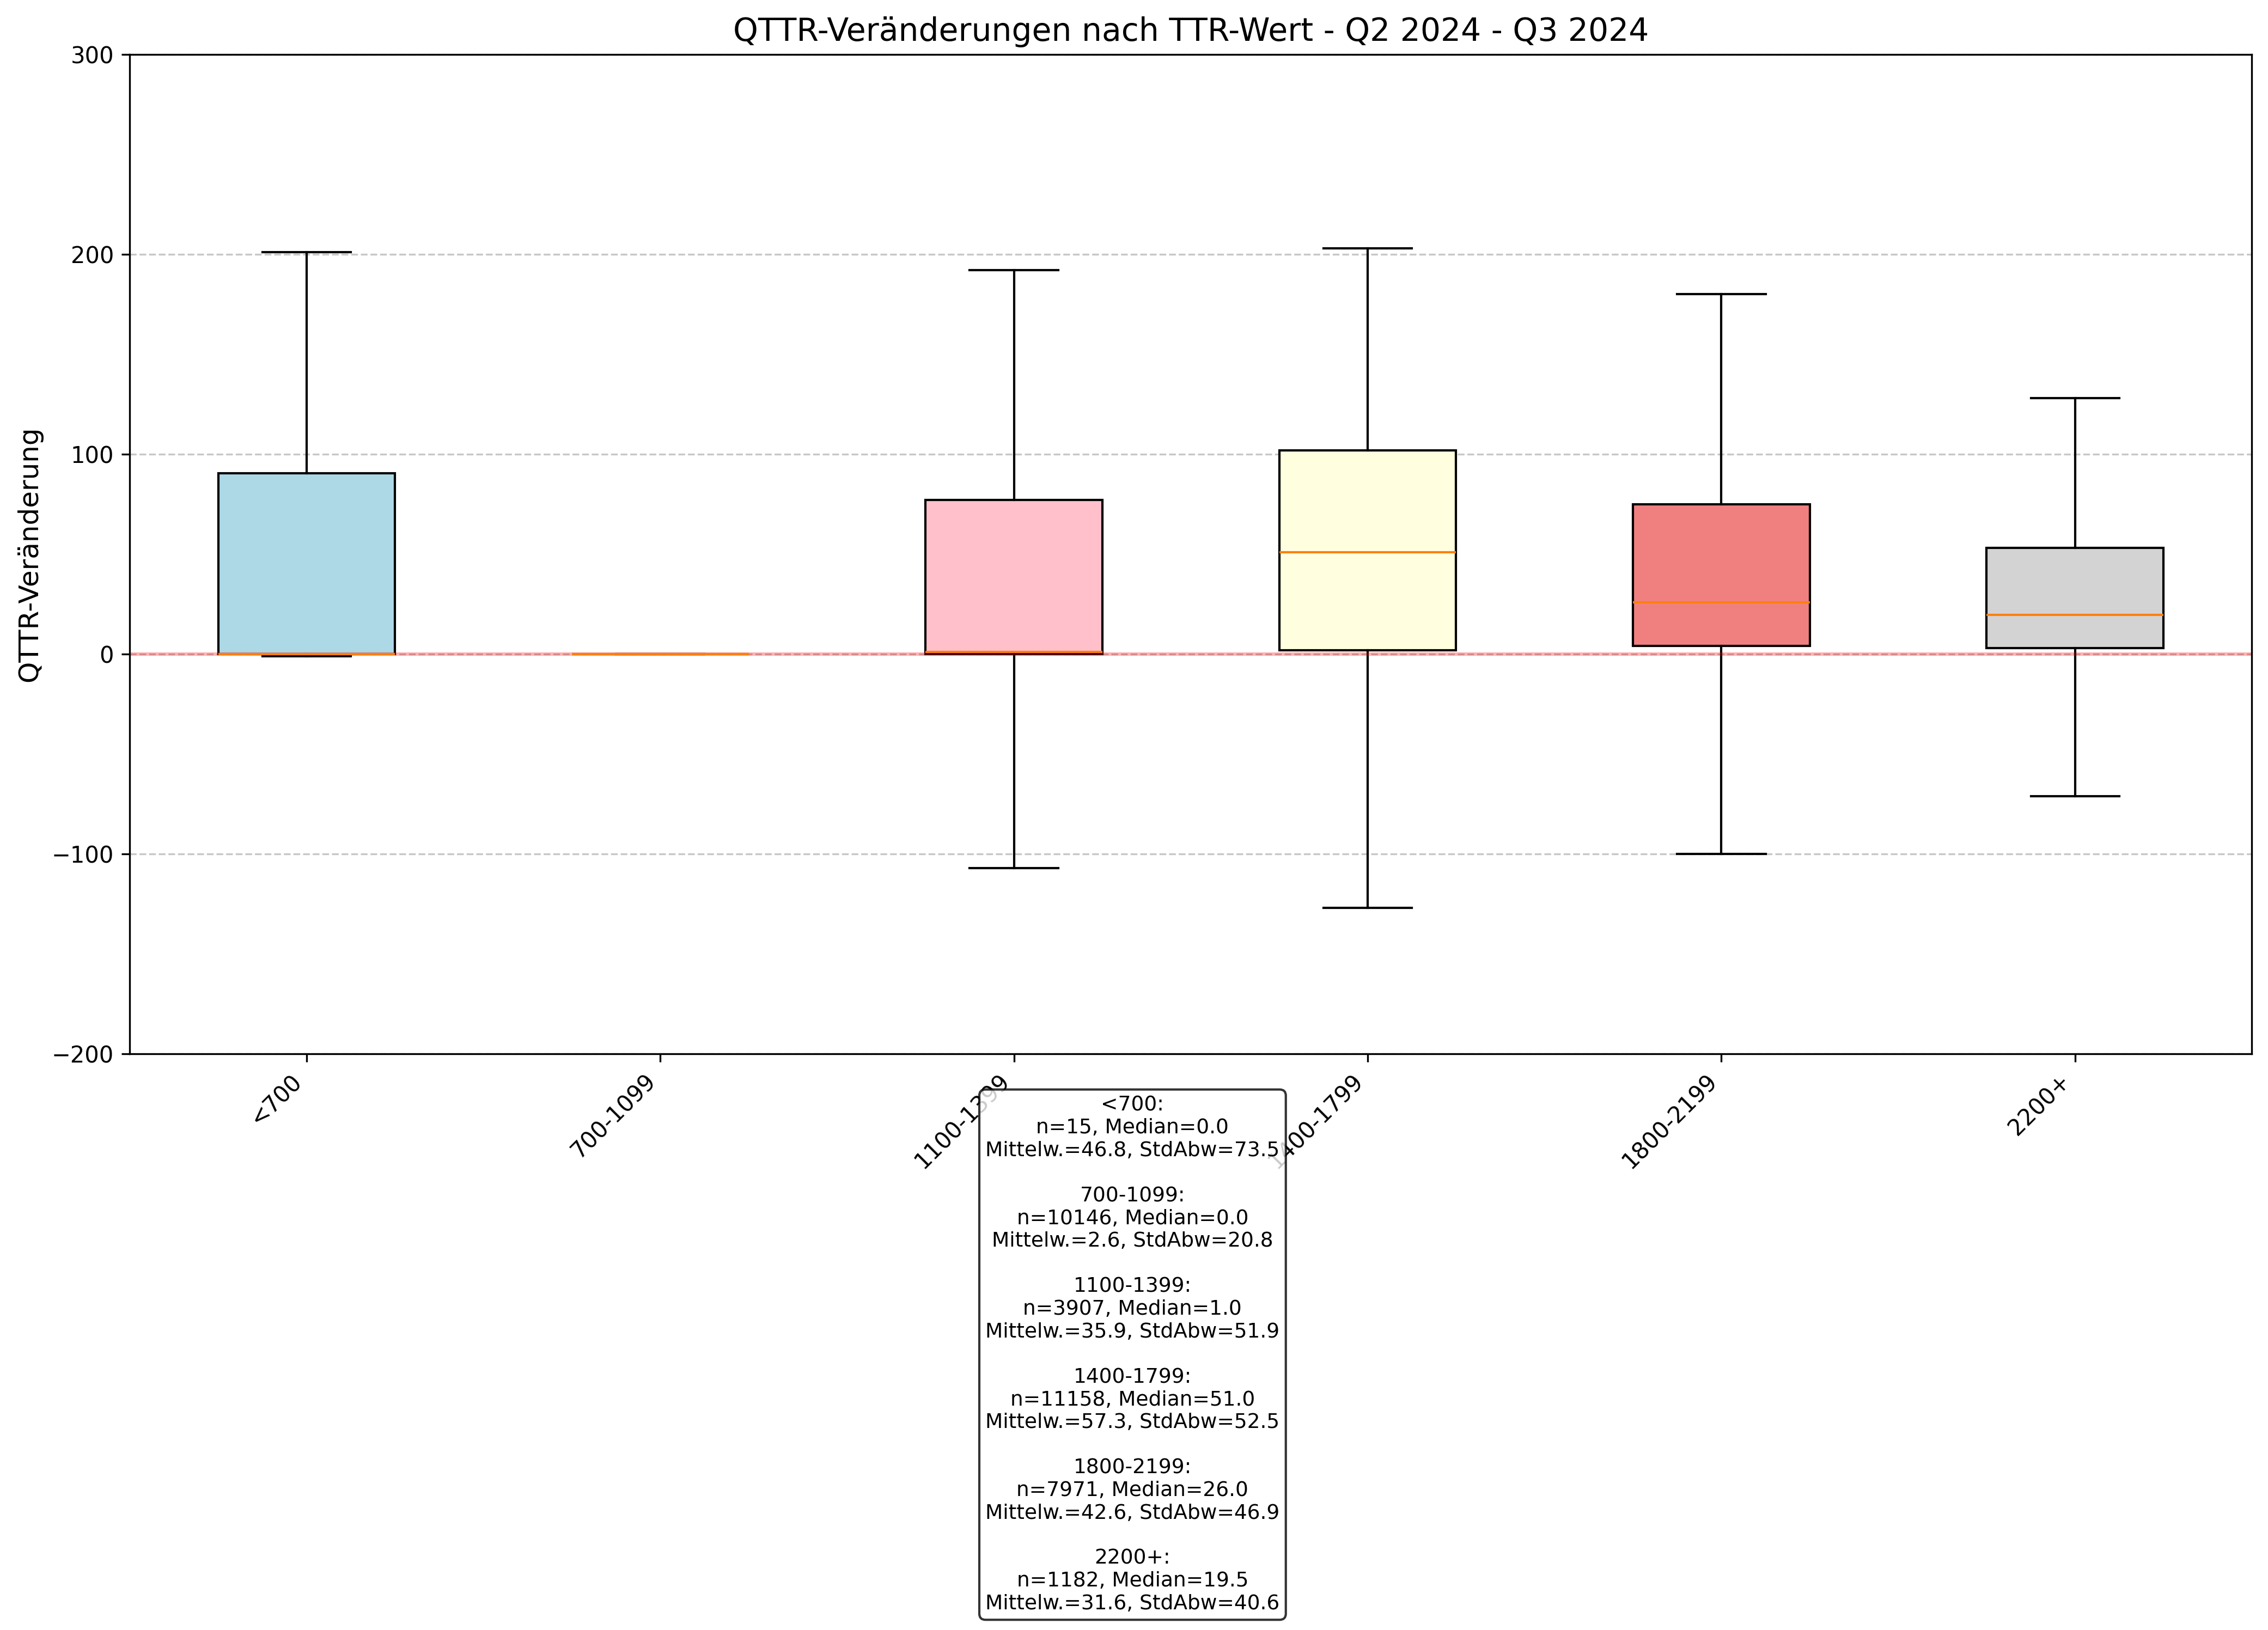 QTTR-Veränderungen nach TTR-Wert - Q2 2024 - Q3 2024
QTTR-Veränderung
300
200
100
0
−100
−200
<700
700-1099
1100-1399
1400-1799
1800-2199
2200+
<700:
n=15, Median=0.0
Mittelw.=46.8, StdAbw=73.5
700-1099:
n=10146, Median=0.0
Mittelw.=2.6, StdAbw=20.8
1100-1399:
n=3907, Median=1.0
Mittelw.=35.9, StdAbw=51.9
1400-1799:
n=11158, Median=51.0
Mittelw.=57.3, StdAbw=52.5
1800-2199:
n=7971, Median=26.0
Mittelw.=42.6, StdAbw=46.9
2200+:
n=1182, Median=19.5
Mittelw.=31.6, StdAbw=40.6